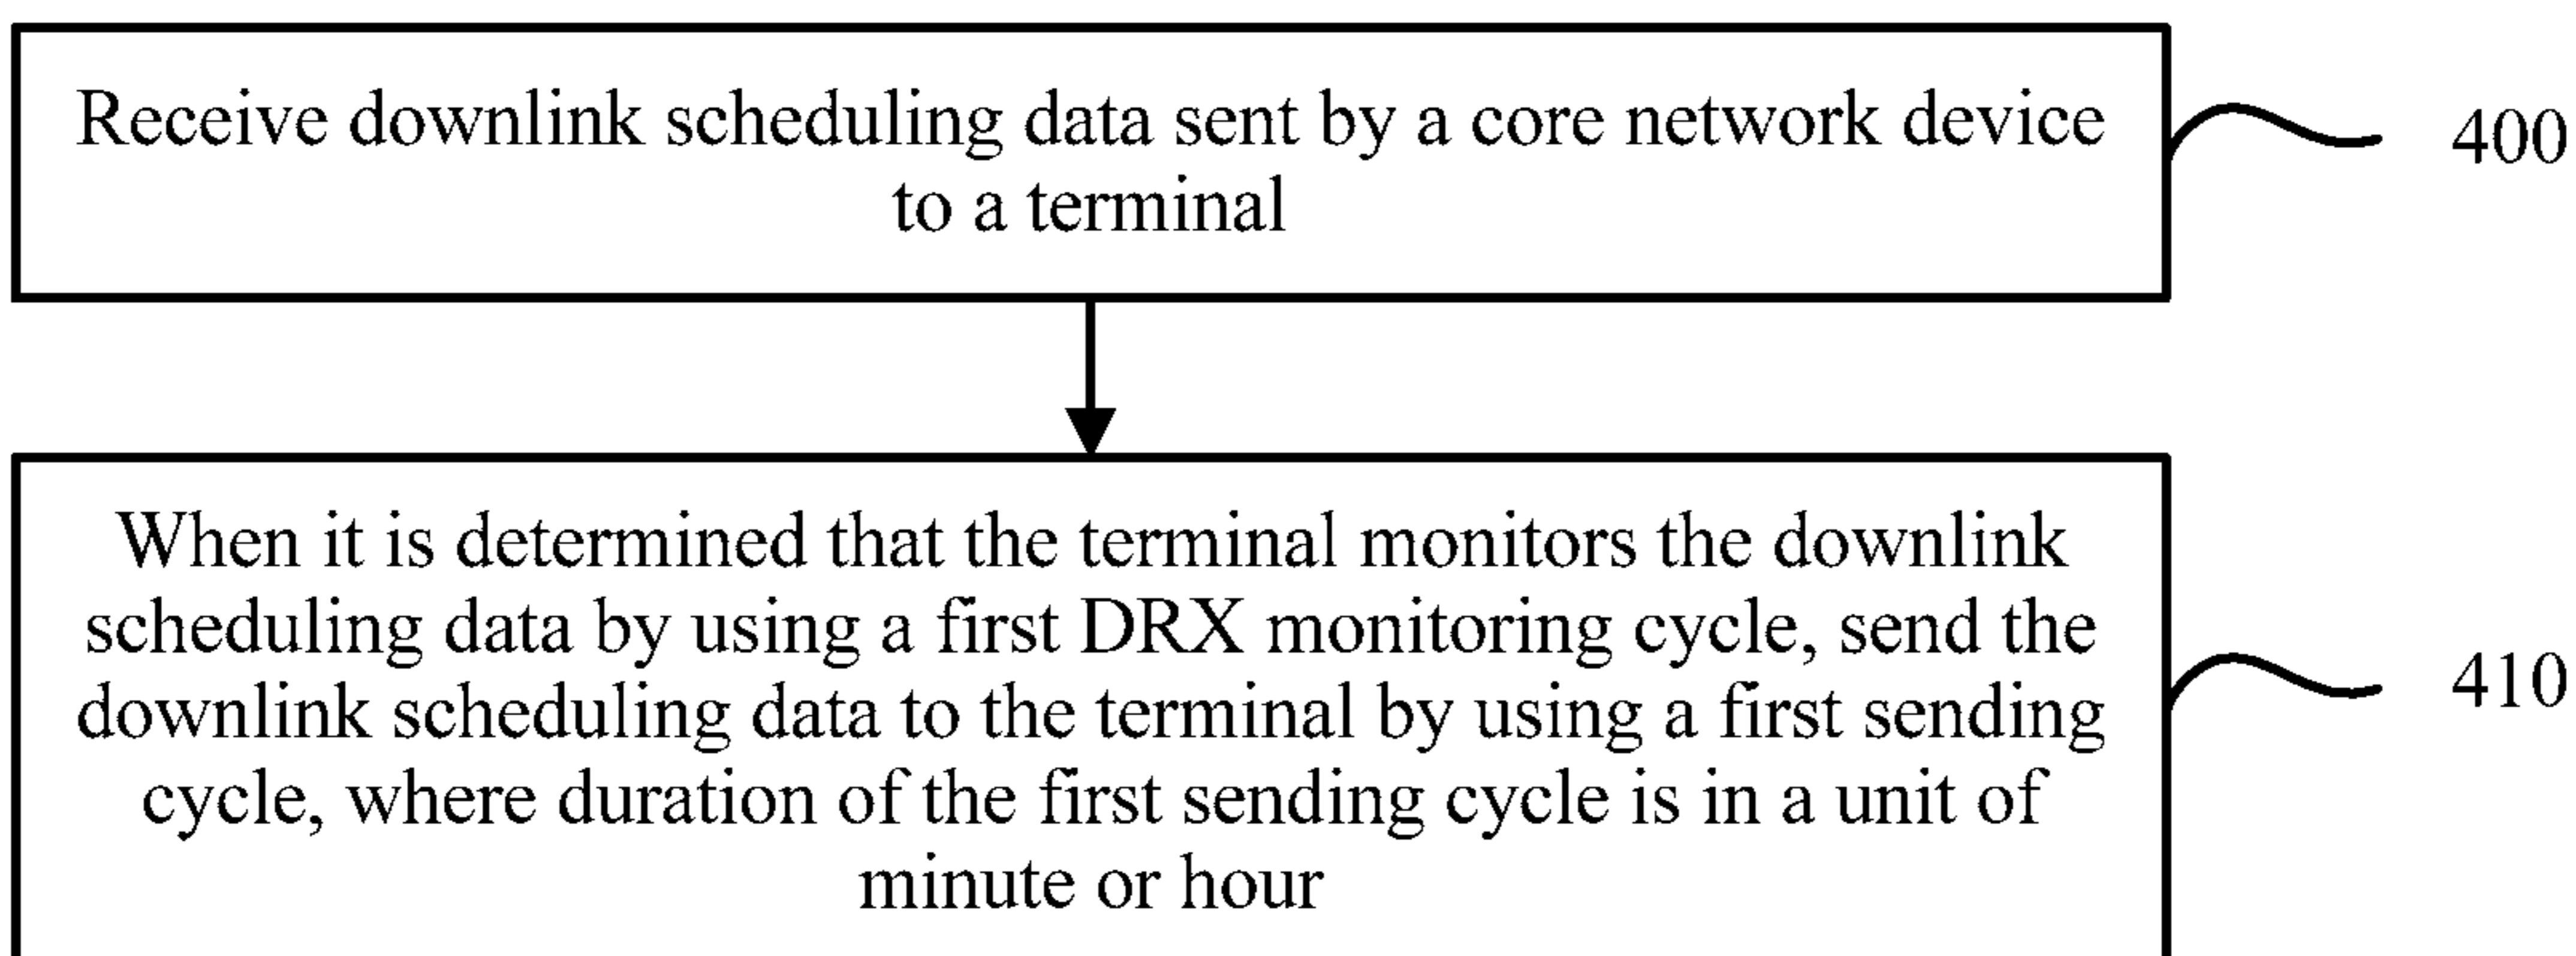 Receive downlink scheduling data sent by a core network device
to a terminal
400
When it is determined that the terminal monitors the downlink
scheduling data by using a first DRX monitoring cycle, send the
downlink scheduling data to the terminal by using a first sending
cycle, where duration of the first sending cycle is in a unit of
minute or hour
410